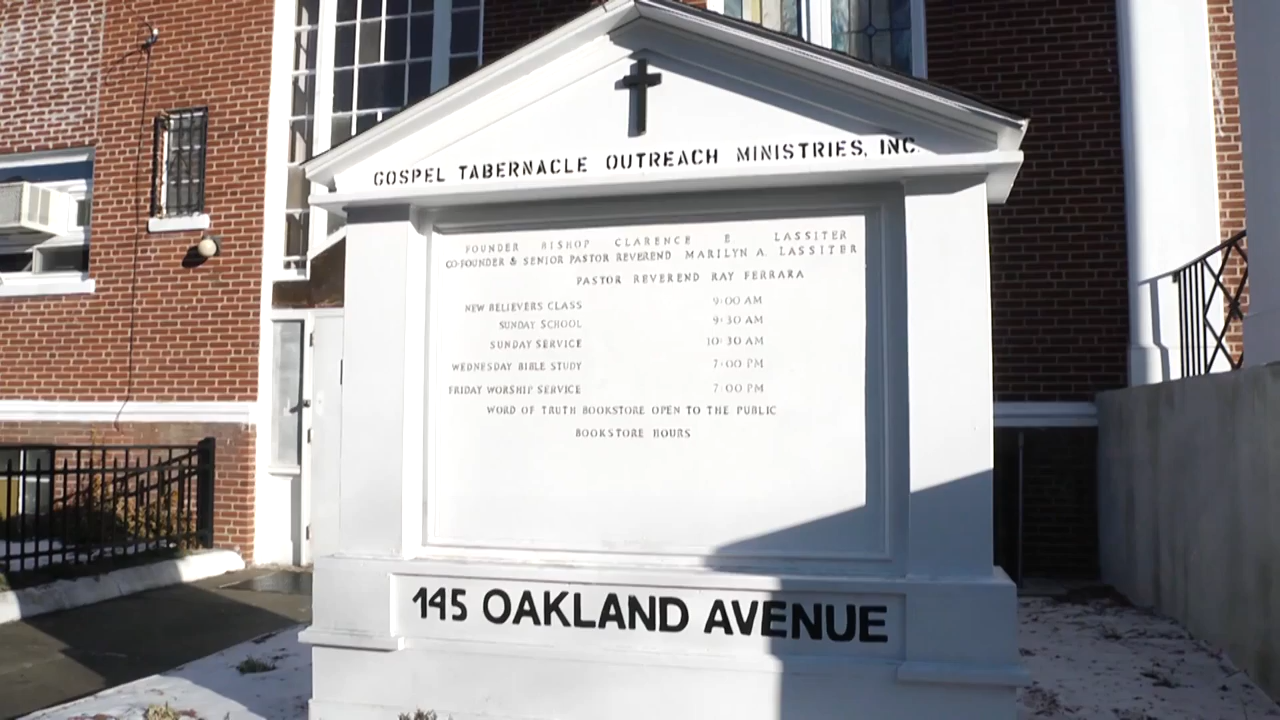 GOSPEL TABERNACLE OUTREACH MINISTRIES, INC.
FOUNDER BISHOP CLARENCE E LASSITER
CO-FOUNDER & SENIOR PASTOR REVEREND MARILYN A. LASSITER
PASTOR REVEREND RAY FERRARA
NEW BELIEVERS CLASS 9:00 AM
SUNDAY SCHOOL 9:30 AM
SUNDAY SERVICE 10:30 AM
WEDNESDAY BIBLE STUDY 7:00 PM
FRIDAY WORSHIP SERVICE 7:00 PM
WORD OF TRUTH BOOKSTORE OPEN TO THE PUBLIC
BOOKSTORE HOURS
145 OAKLAND AVENUE